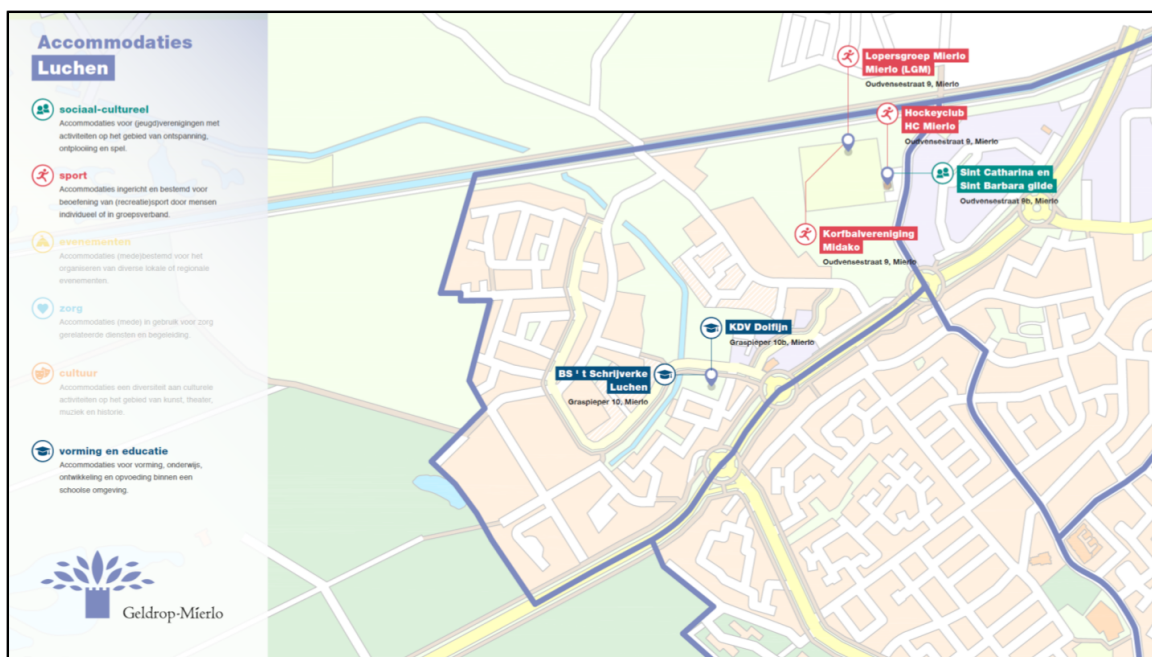 Accommodaties
Luchen
sociaal-cultureel
Accommodaties voor (jeugd)verenigingen met
activiteiten op het gebied van ontspanning,
ontplooiing en spel.
sport
Accommodaties ingericht en bestemd voor
beoefening van (recreatie)sport door mensen
individueel of in groepsverband.
evenementen
Accommodaties (mede)bestemd voor het
organiseren van diverse lokale of regionale
evenementen.
zorg
Accommodaties (mede) in gebruik voor zorg
gerelateerde diensten en begeleiding.
cultuur
Accommodaties een diversiteit aan culturele
activiteiten op het gebied van kunst, theater,
muziek en historie.
vorming en educatie
Accommodaties voor vorming, onderwijs,
ontwikkeling en opvoeding binnen een
schoolse omgeving.
Geldrop-Mierlo
Lopersgroep Mierlo
Mierlo (LGM)
Oudvensestraat 9, Mierlo
Hockeyclub
HC Mierlo
Oudvensestraat 9, Mierlo
Sint Catharina en
Sint Barbara gilde
Oudvensestraat 9b, Mierlo
Korfbalvereniging
Midako
Oudvensestraat 9, Mierlo
KDV Dolfijn
Graspieper 10b, Mierlo
BS ' t Schrijverke
Luchen
Graspieper 10, Mierlo